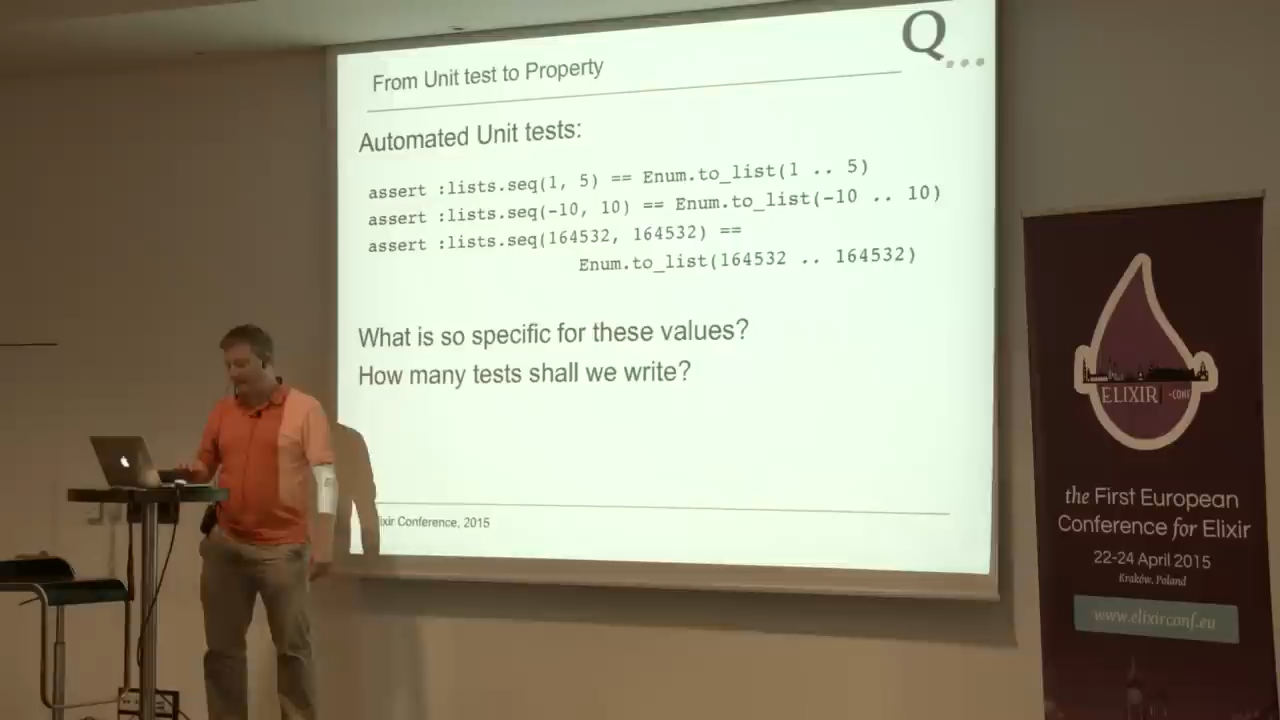 Q...
From Unit test to Property
Automated Unit tests:
assert :lists.seq(1, 5) == Enum.to_list(1 .. 5)
assert :lists.seq(-10, 10) == Enum.to_list(-10 .. 10)
assert :lists.seq(164532, 164532) ==
Enum.to_list(164532 .. 164532)
What is so specific for these values?
How many tests shall we write?
ixir Conference, 2015
ELIXIR -CONF
the First European
Conference for Elixir
22-24 April 2015
Kraków, Poland
www.elixirconf.eu